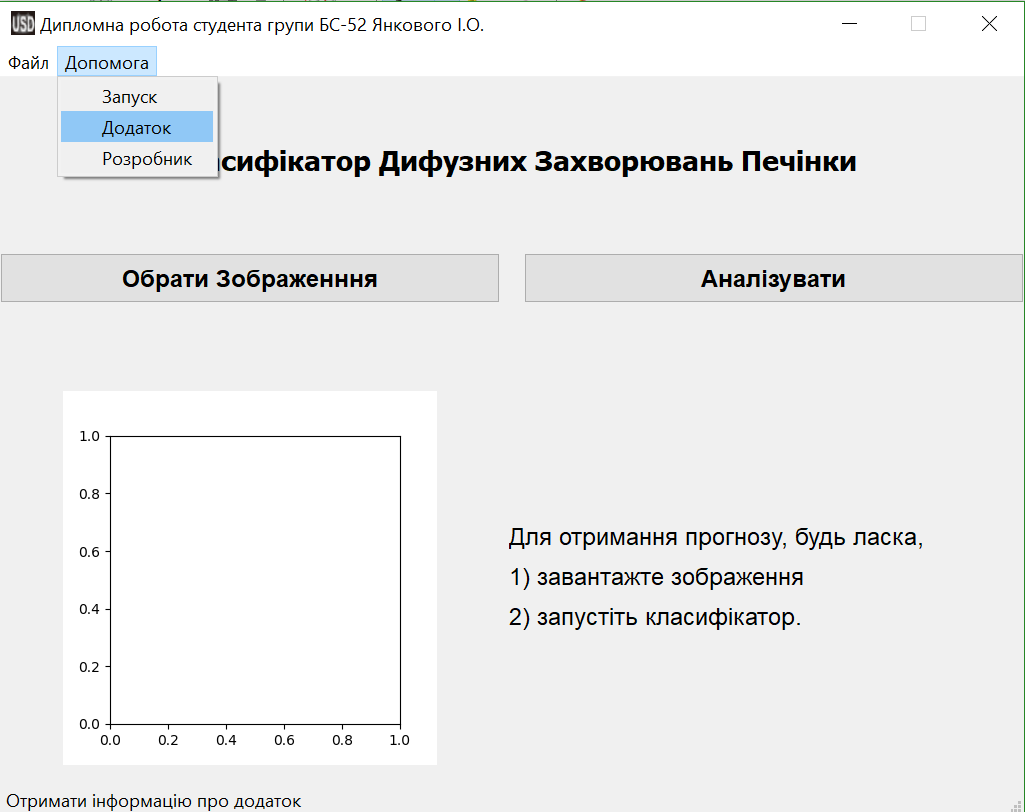 USD Дипломна робота студента групи БС-52 Янкового І.О.
Файл Допомога
Запуск
Додаток
Розробник
сифікатор Дифузних Захворювань Печінки
Обрати Зображенння
Аналізувати
1.0
0.8
0.6
0.4
0.2
0.0
0.0 0.2 0.4 0.6 0.8 1.0
Для отримання прогнозу, будь ласка,
1) завантажте зображення
2) запустіть класифікатор.
Отримати інформацію про додаток